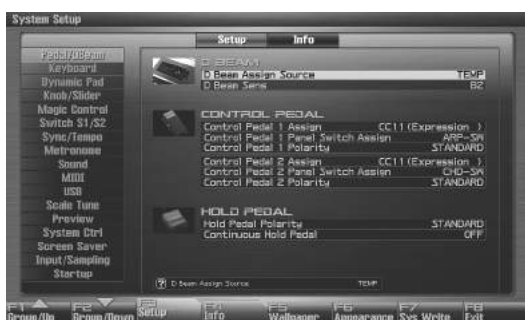 System Setup
Setup Info
Pedal/DBeam
Keyboard
Dynamic Pad
Knob/Slider
Magic Control
Switch S1/S2
Sync/Tempo
Metronome
Sound
MIDI
USB
Scale Tune
Preview
System Ctrl
Screen Saver
Input/Sampling
Startup
D BEAM
D Beam Assign Source TEMP
D Beam Sens 82
CONTROL PEDAL
Control Pedal 1 Assign CC11 (Expression )
Control Pedal 1 Panel Switch Assign ARP-SW
Control Pedal 1 Polarity STANDARD
Control Pedal 2 Assign CC11 (Expression )
Control Pedal 2 Panel Switch Assign CHD-SW
Control Pedal 2 Polarity STANDARD
HOLD PEDAL
Hold Pedal Polarity STANDARD
Continuous Hold Pedal OFF
? D Beam Assign Source TEMP
F1 F2 F3 F4 F5 F6 F7 F8
Group/Up Group/Down Setup Info Wallpaper Appearance Sys Write Exit